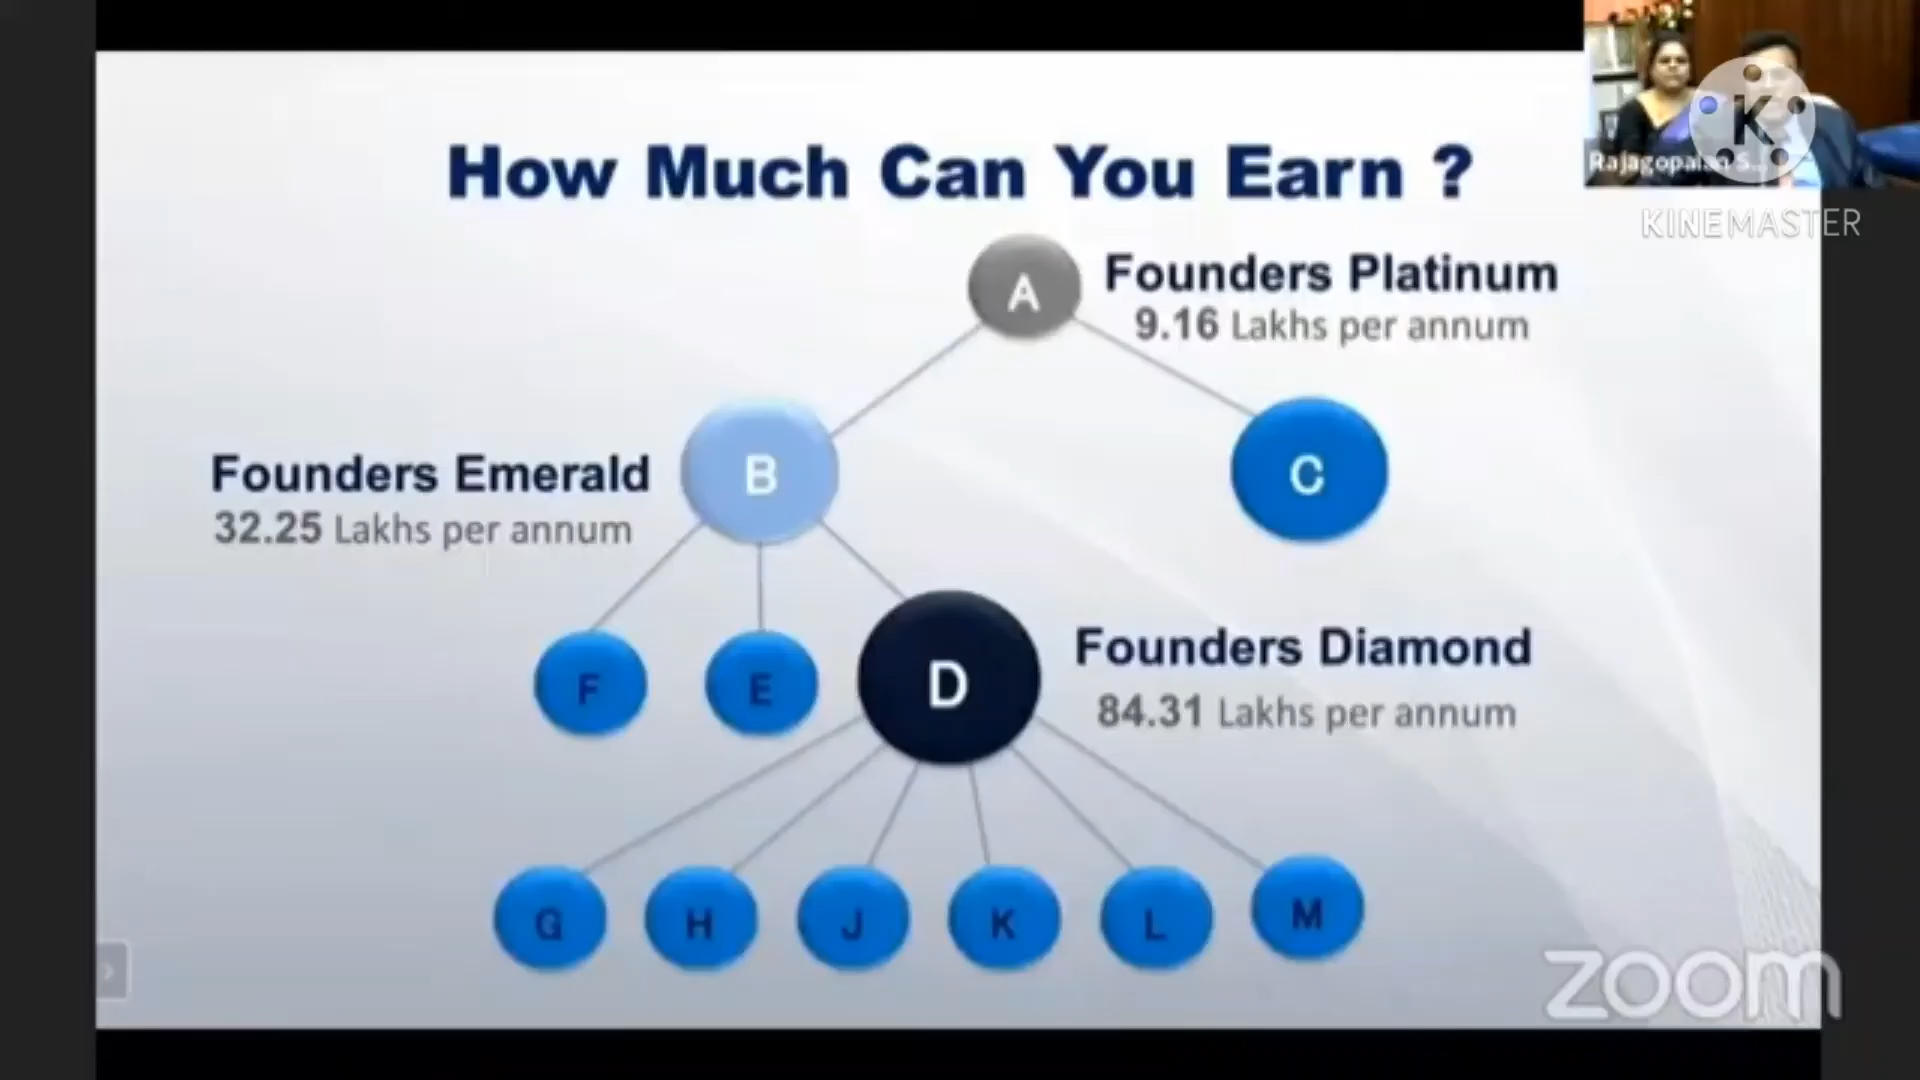 How Much Can You Earn ?
Rajagopalan S...
K
KINEMASTER
A
Founders Platinum
9.16 Lakhs per annum
B
Founders Emerald
32.25 Lakhs per annum
C
F
E
D
Founders Diamond
84.31 Lakhs per annum
G
H
J
K
L
M
zoom